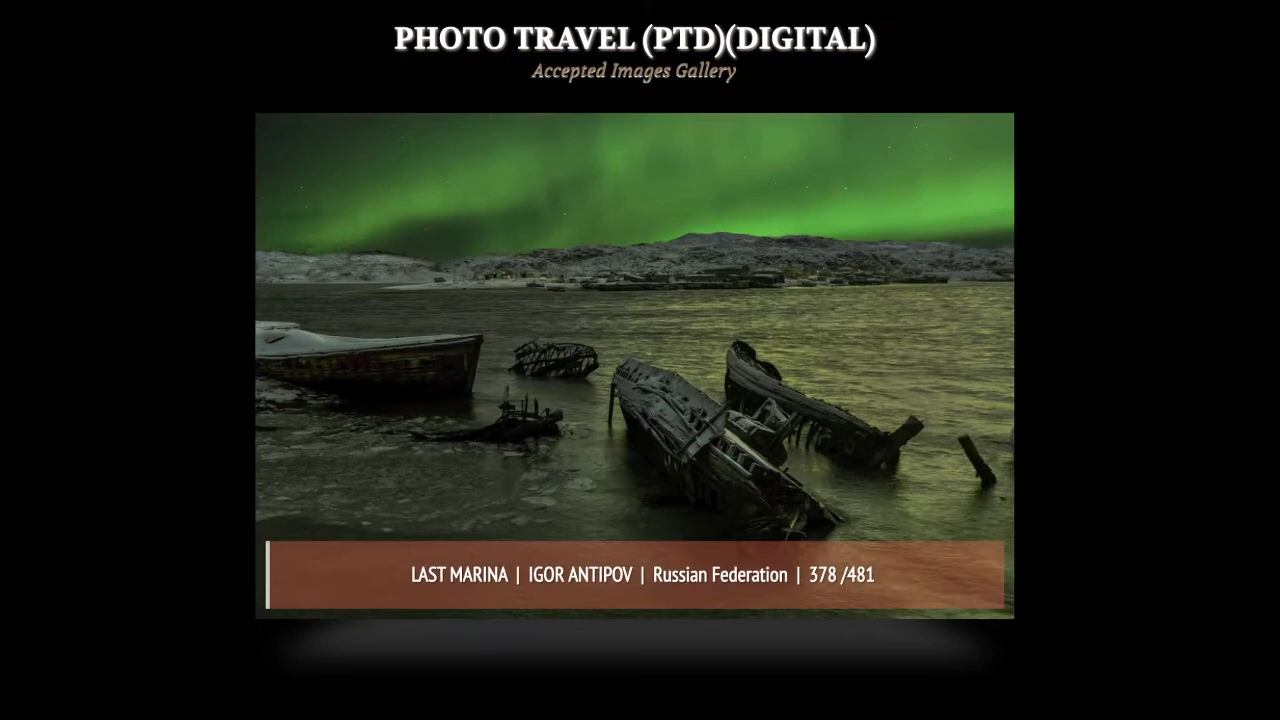 PHOTO TRAVEL (PTD)(DIGITAL)
Accepted Images Gallery
LAST MARINA | IGOR ANTIPOV | Russian Federation | 378 /481